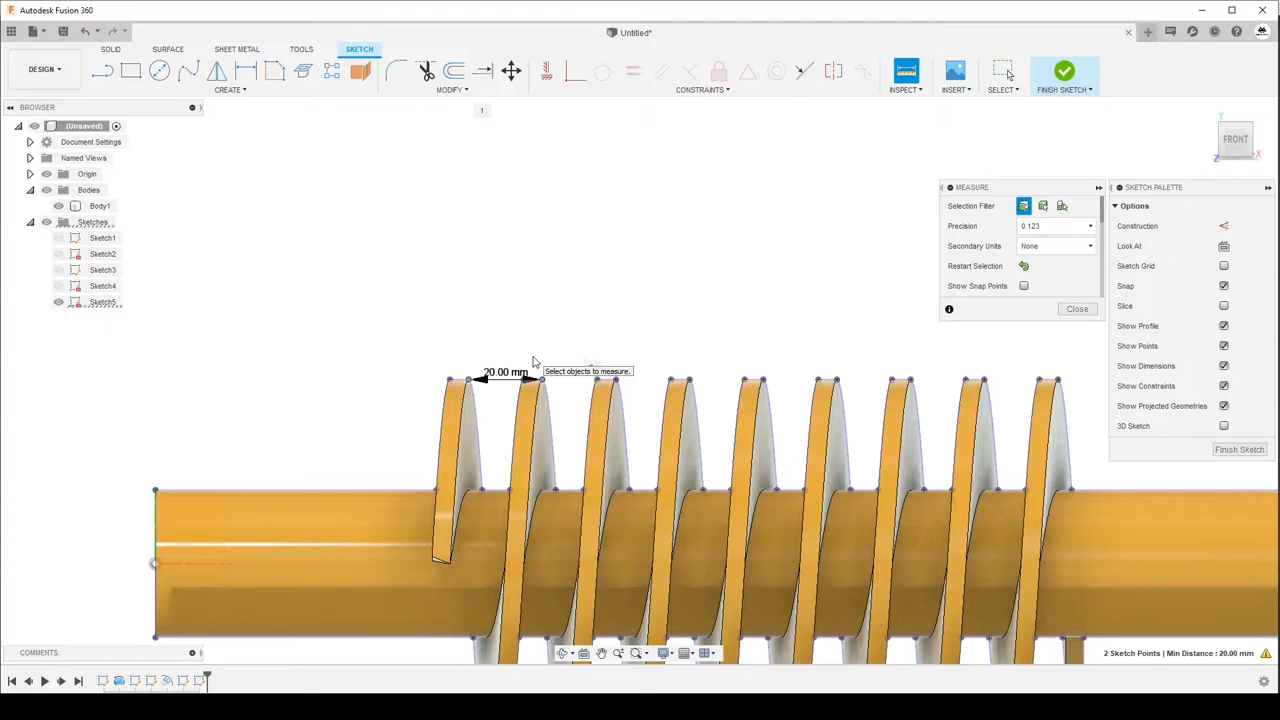 Autodesk Fusion 360
Untitled*
SOLID
SURFACE
SHEET METAL
TOOLS
SKETCH
DESIGN
CREATE
MODIFY
CONSTRAINTS
INSPECT
INSERT
SELECT
FINISH SKETCH
BROWSER
1
(Unsaved)
Document Settings
Named Views
Origin
Bodies
Body1
Sketches
Sketch1
Sketch2
Sketch3
Sketch4
Sketch5
Y
FRONT
X
Z
MEASURE
Selection Filter
Precision
0.123
Secondary Units
None
Restart Selection
Show Snap Points
Close
SKETCH PALETTE
Options
Construction
Look At
Sketch Grid
Snap
Slice
Show Profile
Show Points
Show Dimensions
Show Constraints
Show Projected Geometries
3D Sketch
Finish Sketch
20.00 mm
Select objects to measure.
COMMENTS
2 Sketch Points | Min Distance : 20.00 mm